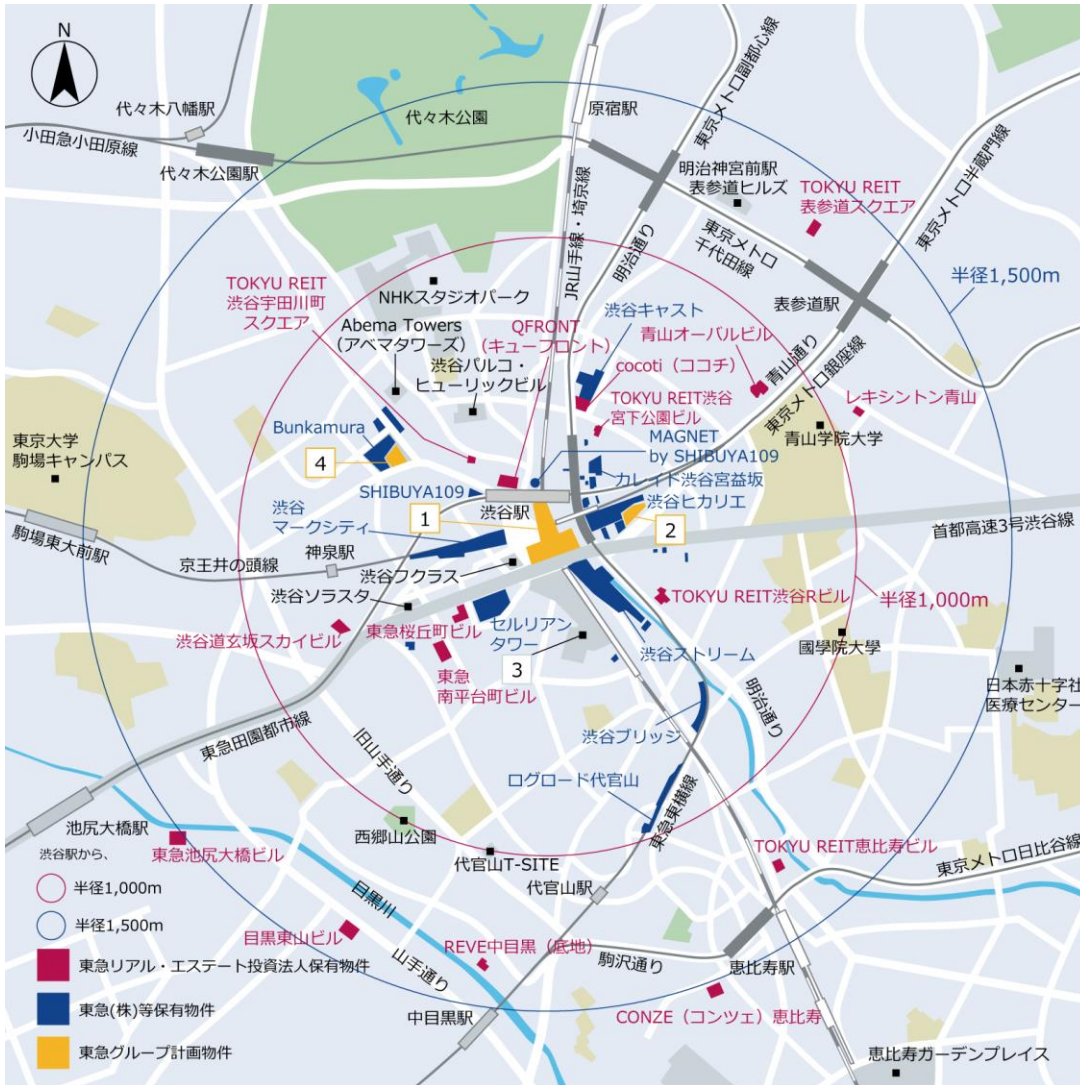 N
代々木八幡駅
小田急小田原線
代々木公園駅
代々木公園
原宿駅
東京メトロ副都心線
明治神宮前駅
表参道ヒルズ
TOKYU REIT
表参道スクエア
東京メトロ半蔵門線
東京メトロ
千代田線
JR山手線・埼京線
明治通り
表参道駅
半径1,500m
TOKYU REIT
渋谷宇田川町
スクエア
NHKスタジオパーク
Abema Towers
（アベマタワーズ）
渋谷パルコ・
ヒューリックビル
QFRONT
（キューフロント）
渋谷キャスト
青山オーバルビル
青山通り
東京メトロ銀座線
cocoti（ココチ）
TOKYU REIT渋谷
宮下公園ビル
レキシントン青山
青山学院大学
東京大学
駒場キャンパス
Bunkamura
4
MAGNET
by SHIBUYA109
カレイド渋谷宮益坂
SHIBUYA109
渋谷駅
渋谷ヒカリエ
1
2
渋谷
マークシティ
首都高速3号渋谷線
駒場東大前駅
京王井の頭線
神泉駅
渋谷フクラス
渋谷ソラスタ
TOKYU REIT渋谷Rビル
半径1,000m
渋谷道玄坂スカイビル
東急桜丘町ビル
セルリアン
タワー
3
渋谷ストリーム
國學院大學
東急
南平台町ビル
日本赤十字社
医療センター
東急田園都市線
旧山手通り
渋谷ブリッジ
明治通り
ログロード代官山
東急東横線
池尻大橋駅
西郷山公園
東急池尻大橋ビル
代官山T-SITE
代官山駅
TOKYU REIT恵比寿ビル
東京メトロ日比谷線
渋谷駅から、
半径1,000m
半径1,500m
目黒川
目黒東山ビル
山手通り
REVE中目黒（底地）
駒沢通り
恵比寿駅
東急リアル・エステート投資法人保有物件
東急(株)等保有物件
東急グループ計画物件
中目黒駅
CONZE（コンツェ）恵比寿
恵比寿ガーデンプレイス